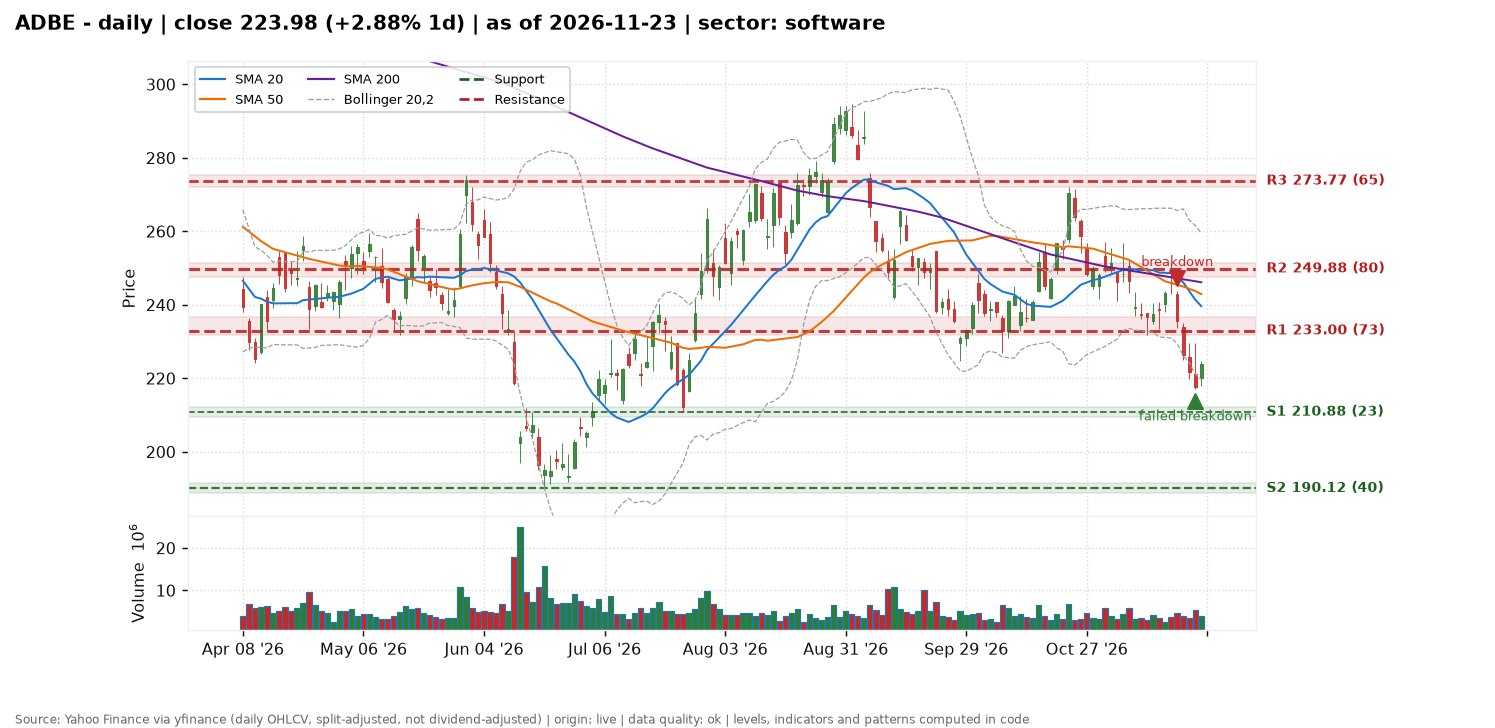 ADBE - daily | close 223.98 (+2.88% 1d) | as of 2026-11-23 | sector: software
SMA 20
SMA 50
SMA 200
Bollinger 20,2
Support
Resistance
Price
300
280
260
240
220
200
R3 273.77 (65)
R2 249.88 (80)
R1 233.00 (73)
S1 210.88 (23)
S2 190.12 (40)
breakdown
failed breakdown
Volume 10⁶
20
10
Apr 08 '26
May 06 '26
Jun 04 '26
Jul 06 '26
Aug 03 '26
Aug 31 '26
Sep 29 '26
Oct 27 '26
Source: Yahoo Finance via yfinance (daily OHLCV, split-adjusted, not dividend-adjusted) | origin: live | data quality: ok | levels, indicators and patterns computed in code